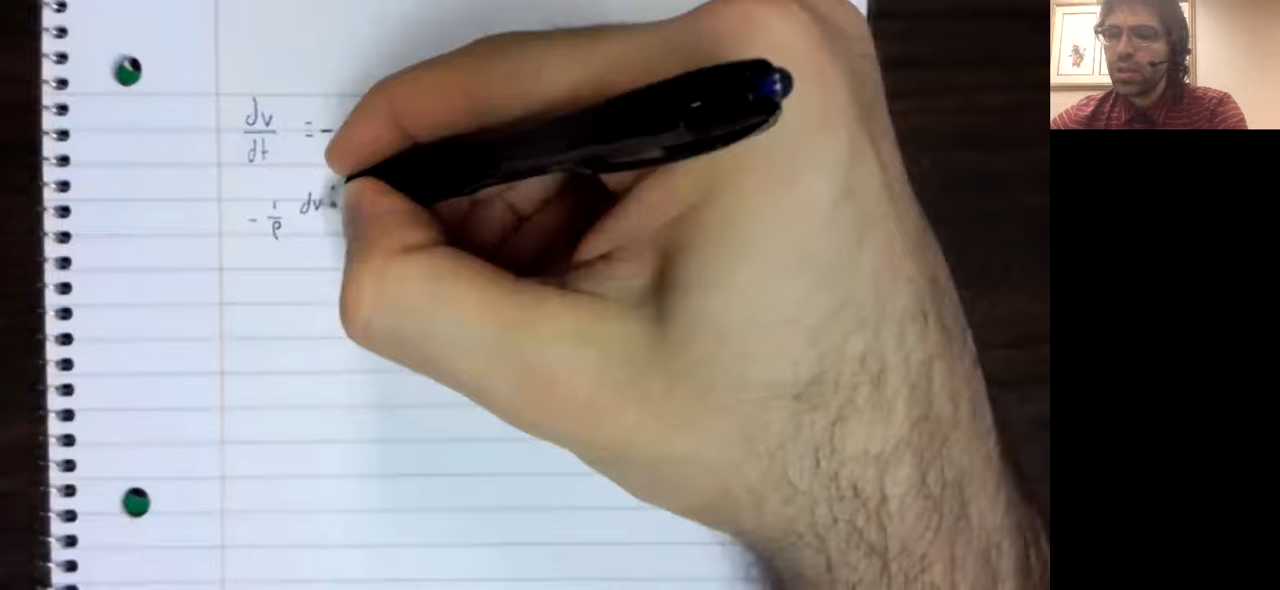 dv/dt = -
- 1/ρ dv =